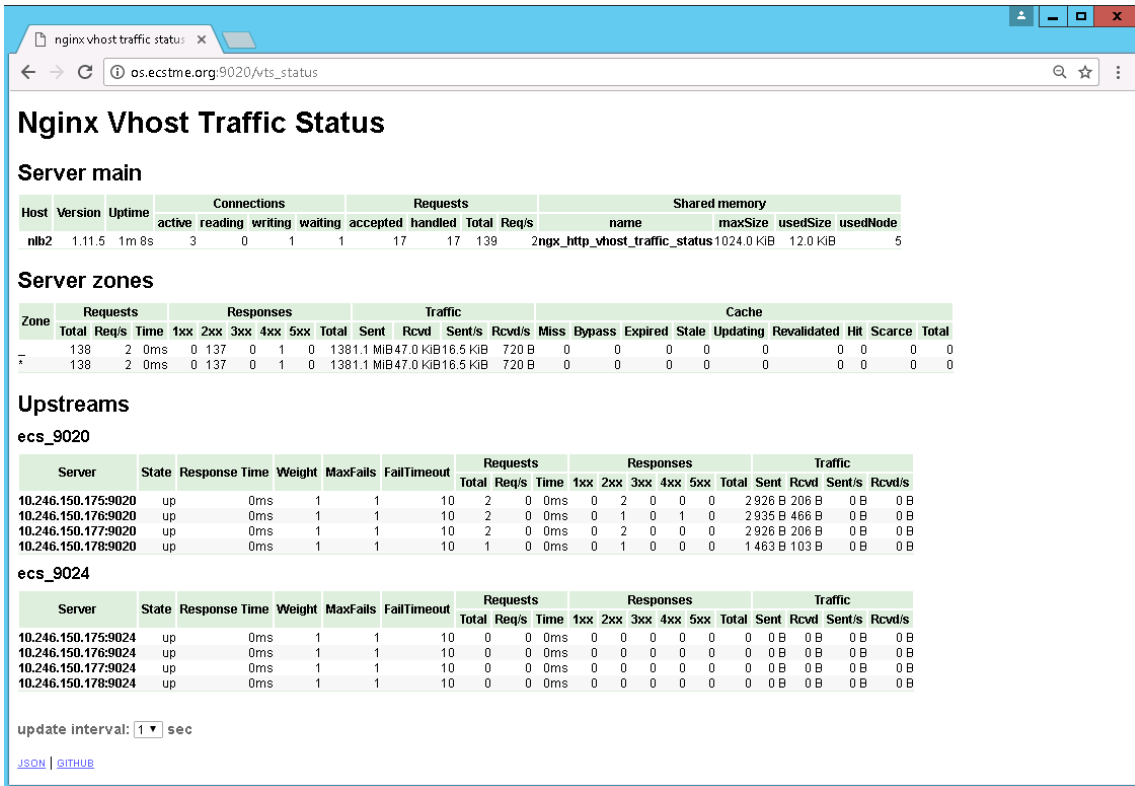 nginx vhost traffic status
os.ecstme.org:9020/vts_status
Nginx Vhost Traffic Status
Server main
Host Version Uptime Connections Requests Shared memory
active reading writing waiting accepted handled Total Req/s name maxSize usedSize usedNode
nlb2 1.11.5 1m 8s 3 0 1 1 17 17 139 2 ngx_http_vhost_traffic_status 1024.0 KiB 12.0 KiB 5
Server zones
Zone Requests Responses Traffic Cache
Total Req/s Time 1xx 2xx 3xx 4xx 5xx Total Sent Rcvd Sent/s Rcvd/s Miss Bypass Expired Stale Updating Revalidated Hit Scarce Total
_ 138 2 0ms 0 137 0 1 0 138 1.1 MiB 47.0 KiB 16.5 KiB 720 B 0 0 0 0 0 0 0 0 0
* 138 2 0ms 0 137 0 1 0 138 1.1 MiB 47.0 KiB 16.5 KiB 720 B 0 0 0 0 0 0 0 0 0
Upstreams
ecs_9020
Server State Response Time Weight MaxFails FailTimeout Requests Responses Traffic
Total Req/s Time 1xx 2xx 3xx 4xx 5xx Total Sent Rcvd Sent/s Rcvd/s
10.246.150.175:9020 up 0ms 1 1 10 2 0 0ms 0 2 0 0 0 2 926 B 206 B 0 B 0 B
10.246.150.176:9020 up 0ms 1 1 10 2 0 0ms 0 1 0 1 0 2 935 B 466 B 0 B 0 B
10.246.150.177:9020 up 0ms 1 1 10 2 0 0ms 0 2 0 0 0 2 926 B 206 B 0 B 0 B
10.246.150.178:9020 up 0ms 1 1 10 1 0 0ms 0 1 0 0 0 1 463 B 103 B 0 B 0 B
ecs_9024
Server State Response Time Weight MaxFails FailTimeout Requests Responses Traffic
Total Req/s Time 1xx 2xx 3xx 4xx 5xx Total Sent Rcvd Sent/s Rcvd/s
10.246.150.175:9024 up 0ms 1 1 10 0 0 0ms 0 0 0 0 0 0 0 B 0 B 0 B 0 B
10.246.150.176:9024 up 0ms 1 1 10 0 0 0ms 0 0 0 0 0 0 0 B 0 B 0 B 0 B
10.246.150.177:9024 up 0ms 1 1 10 0 0 0ms 0 0 0 0 0 0 0 B 0 B 0 B 0 B
10.246.150.178:9024 up 0ms 1 1 10 0 0 0ms 0 0 0 0 0 0 0 B 0 B 0 B 0 B
update interval: 1 sec
JSON | GITHUB